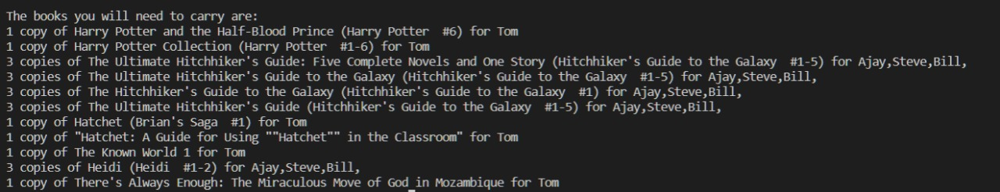 The books you will need to carry are:
1 copy of Harry Potter and the Half-Blood Prince (Harry Potter  #6) for Tom
1 copy of Harry Potter Collection (Harry Potter  #1-6) for Tom
3 copies of The Ultimate Hitchhiker's Guide: Five Complete Novels and One Story (Hitchhiker's Guide to the Galaxy  #1-5) for Ajay,Steve,Bill,
3 copies of The Ultimate Hitchhiker's Guide to the Galaxy (Hitchhiker's Guide to the Galaxy  #1-5) for Ajay,Steve,Bill,
3 copies of The Hitchhiker's Guide to the Galaxy (Hitchhiker's Guide to the Galaxy  #1) for Ajay,Steve,Bill,
3 copies of The Ultimate Hitchhiker's Guide (Hitchhiker's Guide to the Galaxy  #1-5) for Ajay,Steve,Bill,
1 copy of Hatchet (Brian's Saga  #1) for Tom
1 copy of "Hatchet: A Guide for Using ""Hatchet"" in the Classroom" for Tom
1 copy of The Known World 1 for Tom
3 copies of Heidi (Heidi  #1-2) for Ajay,Steve,Bill,
1 copy of There's Always Enough: The Miraculous Move of God in Mozambique for Tom